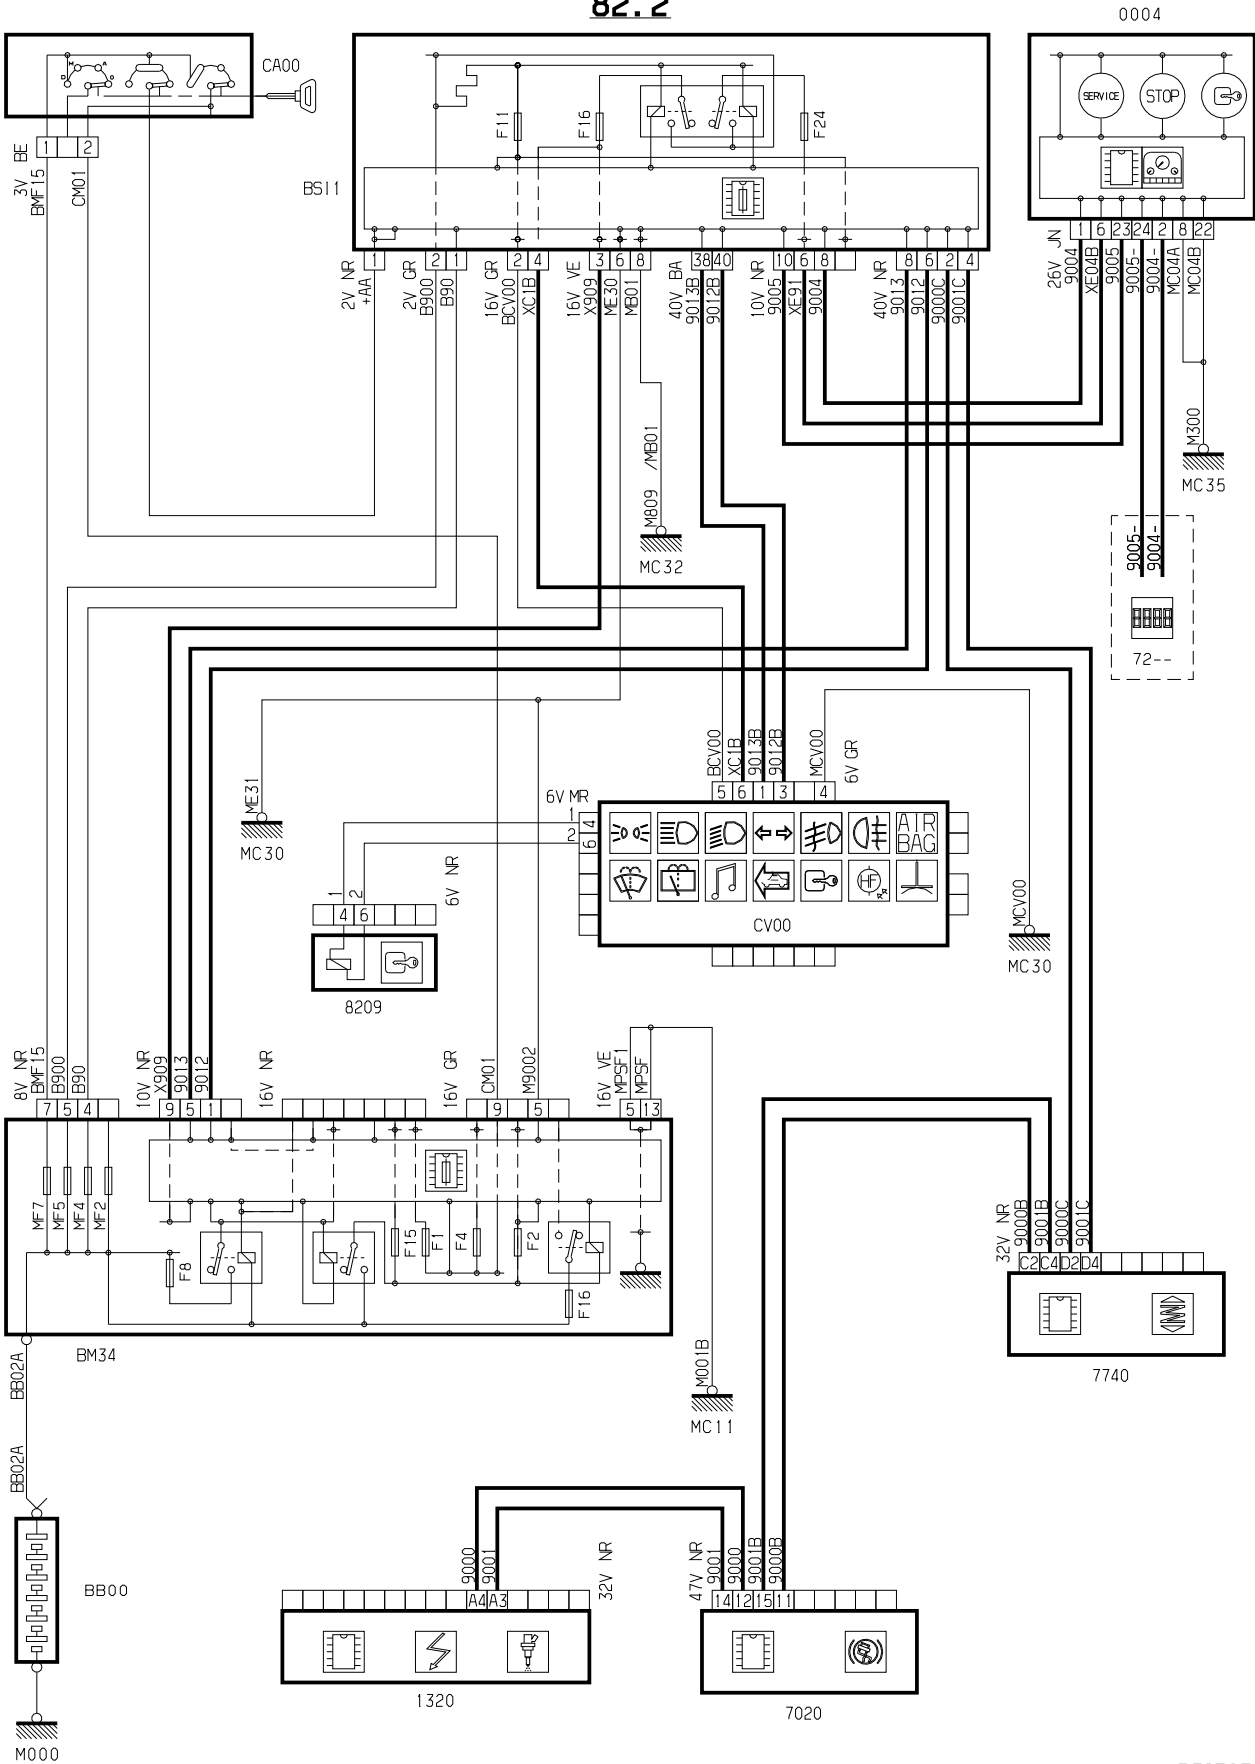 82.2
0004
CA00
M A
D G
SERVICE
STOP
F11
F16
F24
BSI1
1 2
3V BE
BMF15
CM01
1
2 1
2 4
3 6 8
38 40
10 6 8
8 6 2 4
1 6 23 24 2 8 22
2V NR
+AA
2V GR
B900
B90
16V GR
BCV00
XC1B
16V VE
X909
ME30
MB01
40V BA
9013B
9012B
10V NR
9005
XE91
9004
40V NR
9013
9012
9000C
9001C
26V JN
9004
XE04B
9005
9005-
9004-
MC04A
MC04B
M300
MC35
M809 /MB01
MC32
9005-
9004-
72--
ME31
MC30
BCV00
XC1B
9013B
9012B
MCV00
6V GR
5 6 1 3 4
6V MR
1
2
4
6
AIR
BAG
HF
CV00
MCV00
MC30
1
2
6V NR
4 6
8209
8V NR
BMF15
B900
B90
10V NR
X909
9013
9012
16V NR
16V GR
CM01
M9002
16V VE
MPSF1
MPSF
7 5 4
9 5 1
9 5
5 13
MF7
MF5
MF4
MF2
F8
F15
F1
F4
F2
F16
BM34
BB02A
BB02A
BB00
M000
M001B
MC11
32V NR
9000B
9001B
9000C
9001C
C2 C4 D2 D4
7740
9000
9001
32V NR
A4 A3
1320
47V NR
9001
9000
9001B
9000B
14 12 15 11
7020